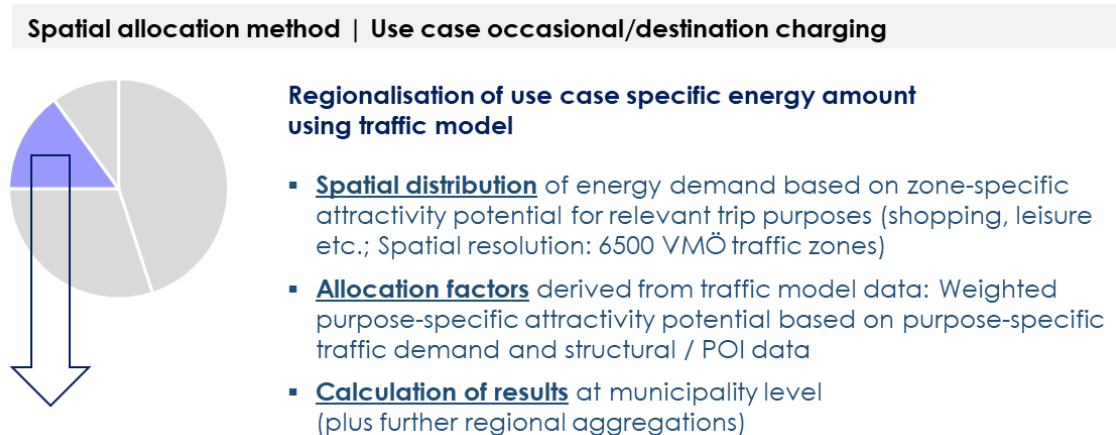 Spatial allocation method | Use case occasional/destination charging
Regionalisation of use case specific energy amount
using traffic model
▪ Spatial distribution of energy demand based on zone-specific
attractivity potential for relevant trip purposes (shopping, leisure
etc.; Spatial resolution: 6500 VMÖ traffic zones)
▪ Allocation factors derived from traffic model data: Weighted
purpose-specific attractivity potential based on purpose-specific
traffic demand and structural / POI data
▪ Calculation of results at municipality level
(plus further regional aggregations)